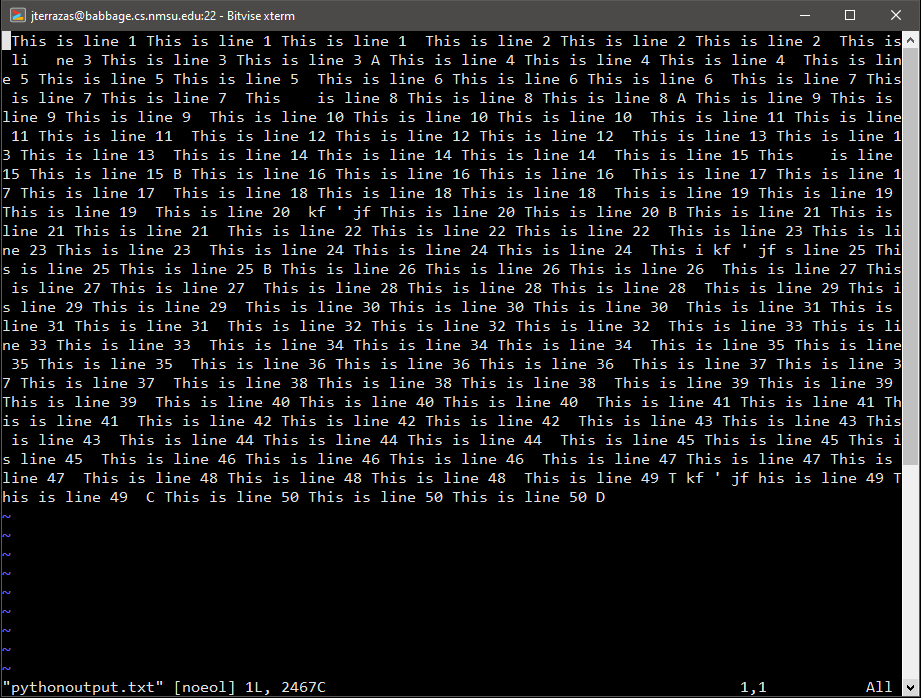 jterrazas@babbage.cs.nmsu.edu:22 - Bitvise xterm
 This is line 1 This is line 1 This is line 1  This is line 2 This is line 2 This is line 2  This is
 li   ne 3 This is line 3 This is line 3 A This is line 4 This is line 4 This is line 4  This is lin
e 5 This is line 5 This is line 5  This is line 6 This is line 6 This is line 6  This is line 7 This
 is line 7 This is line 7  This    is line 8 This is line 8 This is line 8 A This is line 9 This is
line 9 This is line 9  This is line 10 This is line 10 This is line 10  This is line 11 This is line
 11 This is line 11  This is line 12 This is line 12 This is line 12  This is line 13 This is line 1
3 This is line 13  This is line 14 This is line 14 This is line 14  This is line 15 This    is line
15 This is line 15 B This is line 16 This is line 16 This is line 16  This is line 17 This is line 1
7 This is line 17  This is line 18 This is line 18 This is line 18  This is line 19 This is line 19
This is line 19  This is line 20  kf ' jf This is line 20 This is line 20 B This is line 21 This is
line 21 This is line 21  This is line 22 This is line 22 This is line 22  This is line 23 This is li
ne 23 This is line 23  This is line 24 This is line 24 This is line 24  This i kf ' jf s line 25 Thi
s is line 25 This is line 25 B This is line 26 This is line 26 This is line 26  This is line 27 This
 is line 27 This is line 27  This is line 28 This is line 28 This is line 28  This is line 29 This i
s line 29 This is line 29  This is line 30 This is line 30 This is line 30  This is line 31 This is
line 31 This is line 31  This is line 32 This is line 32 This is line 32  This is line 33 This is li
ne 33 This is line 33  This is line 34 This is line 34 This is line 34  This is line 35 This is line
 35 This is line 35  This is line 36 This is line 36 This is line 36  This is line 37 This is line 3
7 This is line 37  This is line 38 This is line 38 This is line 38  This is line 39 This is line 39
This is line 39  This is line 40 This is line 40 This is line 40  This is line 41 This is line 41 Th
is is line 41  This is line 42 This is line 42 This is line 42  This is line 43 This is line 43 This
 is line 43  This is line 44 This is line 44 This is line 44  This is line 45 This is line 45 This i
s line 45  This is line 46 This is line 46 This is line 46  This is line 47 This is line 47 This is
line 47  This is line 48 This is line 48 This is line 48  This is line 49 T kf ' jf his is line 49 T
his is line 49  C This is line 50 This is line 50 This is line 50 D
~
~
~
~
~
~
~
~
~
"pythonoutput.txt" [noeol] 1L, 2467C 1,1 All